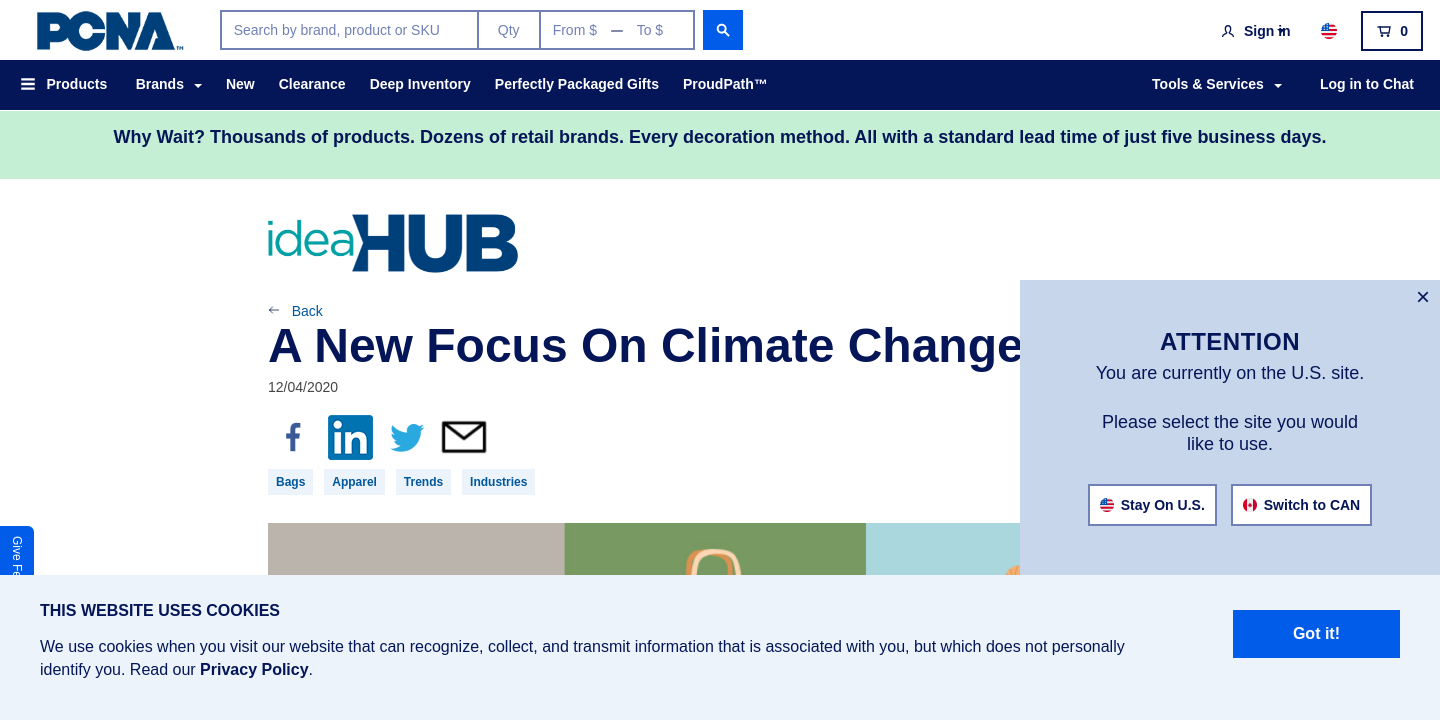 PCNA™
Search by brand, product or SKU
Qty
From $ — To $
Sign in
0
Products
Brands
New
Clearance
Deep Inventory
Perfectly Packaged Gifts
ProudPath™
Tools & Services
Log in to Chat
Why Wait? Thousands of products. Dozens of retail brands. Every decoration method. All with a standard lead time of just five business days.
ideaHUB
Back
A New Focus On Climate Change
12/04/2020
in
Bags
Apparel
Trends
Industries
ATTENTION
You are currently on the U.S. site.
Please select the site you would
like to use.
Stay On U.S.
Switch to CAN
Give Fe
THIS WEBSITE USES COOKIES
We use cookies when you visit our website that can recognize, collect, and transmit information that is associated with you, but which does not personally
identify you. Read our Privacy Policy.
Got it!